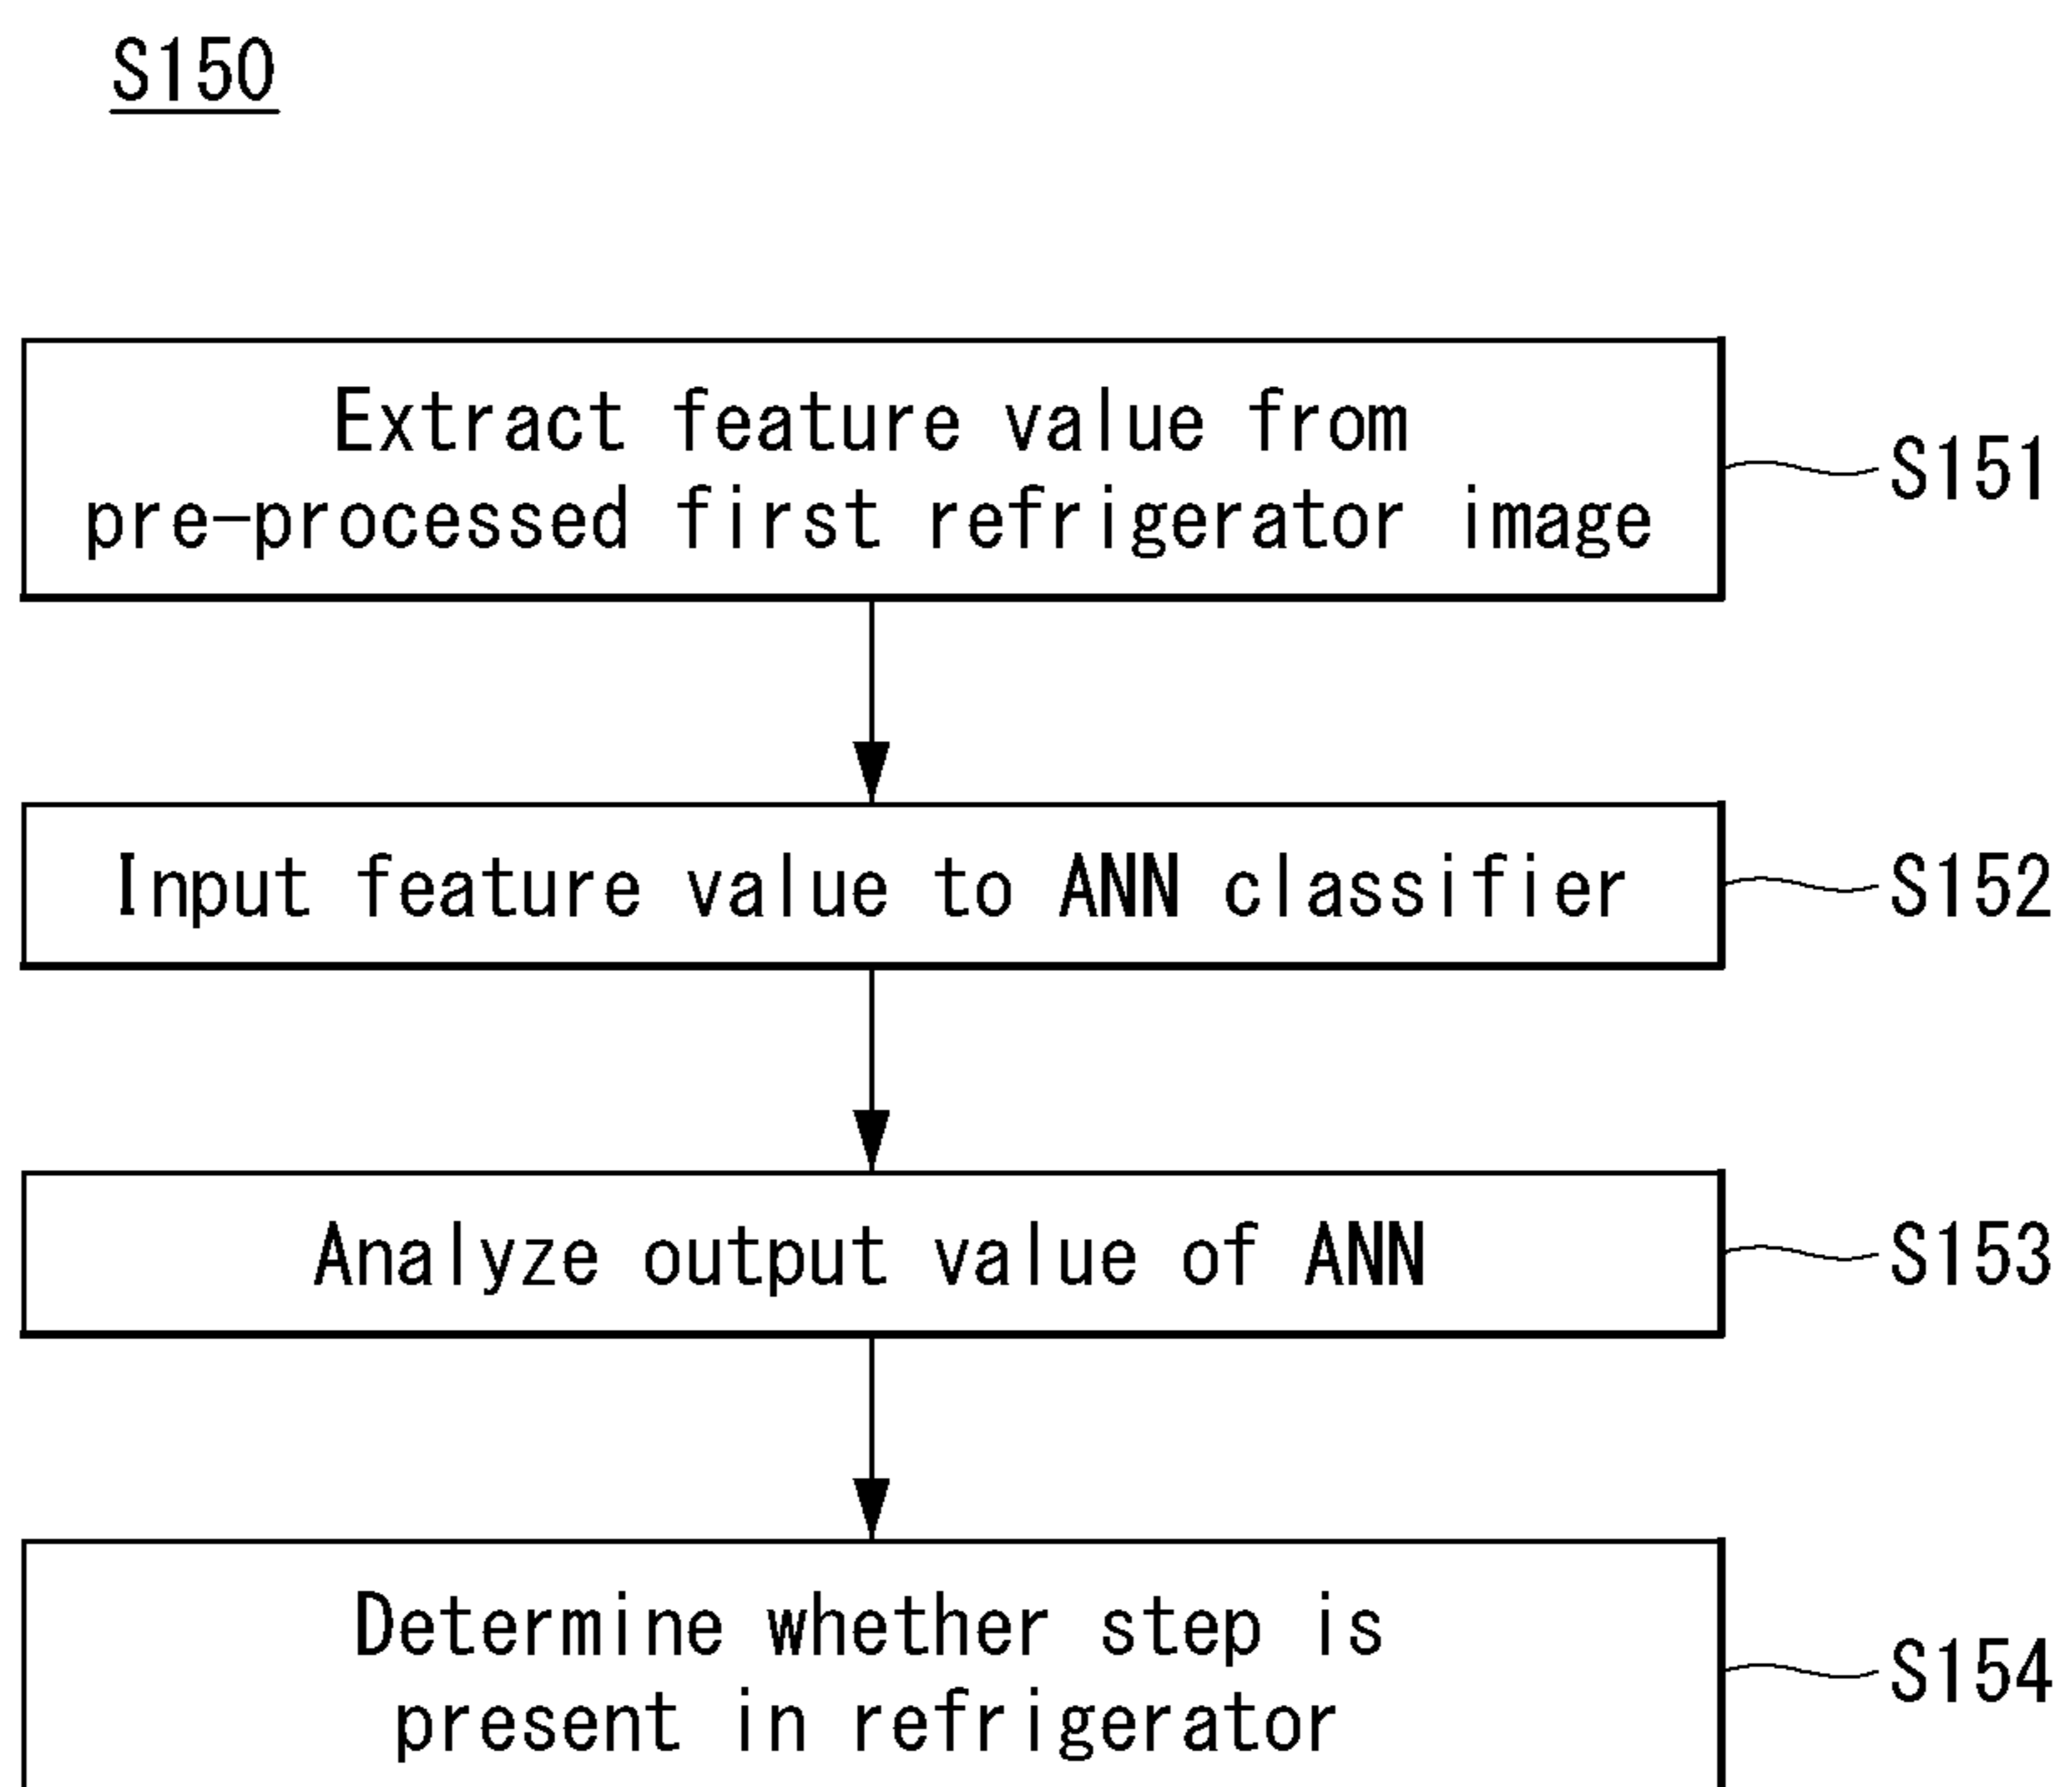 S150
Extract feature value from
pre-processed first refrigerator image
S151
Input feature value to ANN classifier
S152
Analyze output value of ANN
S153
Determine whether step is
present in refrigerator
S154